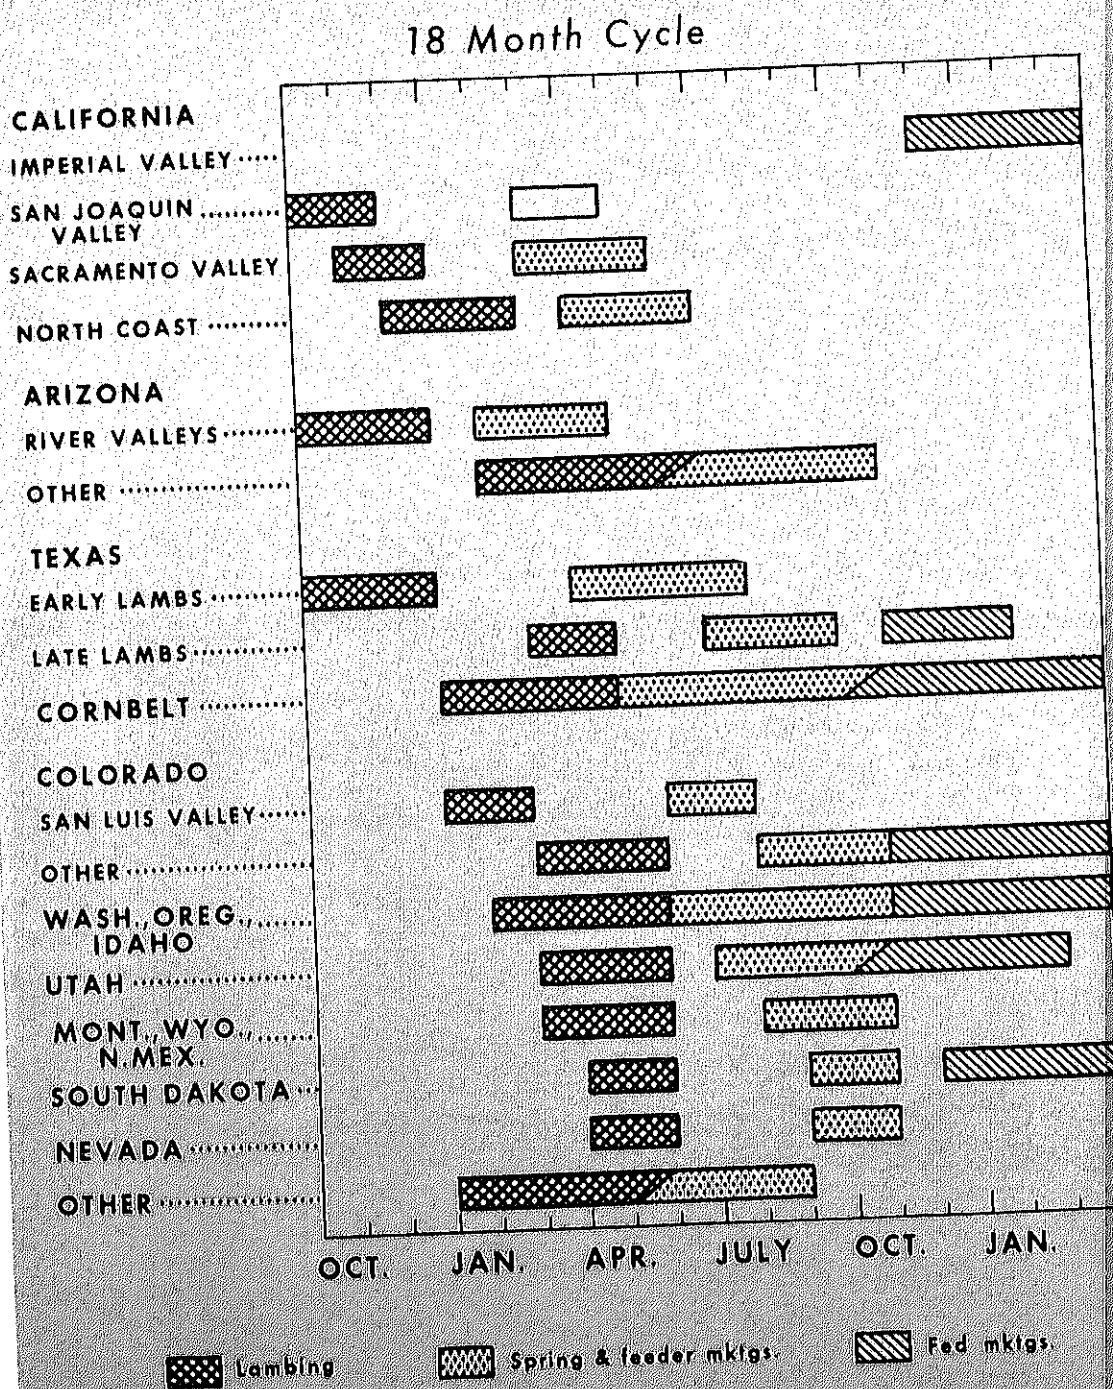 18 Month Cycle
CALIFORNIA
IMPERIAL VALLEY
SAN JOAQUIN
VALLEY
SACRAMENTO VALLEY
NORTH COAST
ARIZONA
RIVER VALLEYS
OTHER
TEXAS
EARLY LAMBS
LATE LAMBS
CORNBELT
COLORADO
SAN LUIS VALLEY
OTHER
WASH., OREG.,
IDAHO
UTAH
MONT., WYO.,
N. MEX.
SOUTH DAKOTA
NEVADA
OTHER
OCT. JAN. APR. JULY OCT. JAN.
Lambing Spring & feeder mktgs. Fed mktgs.